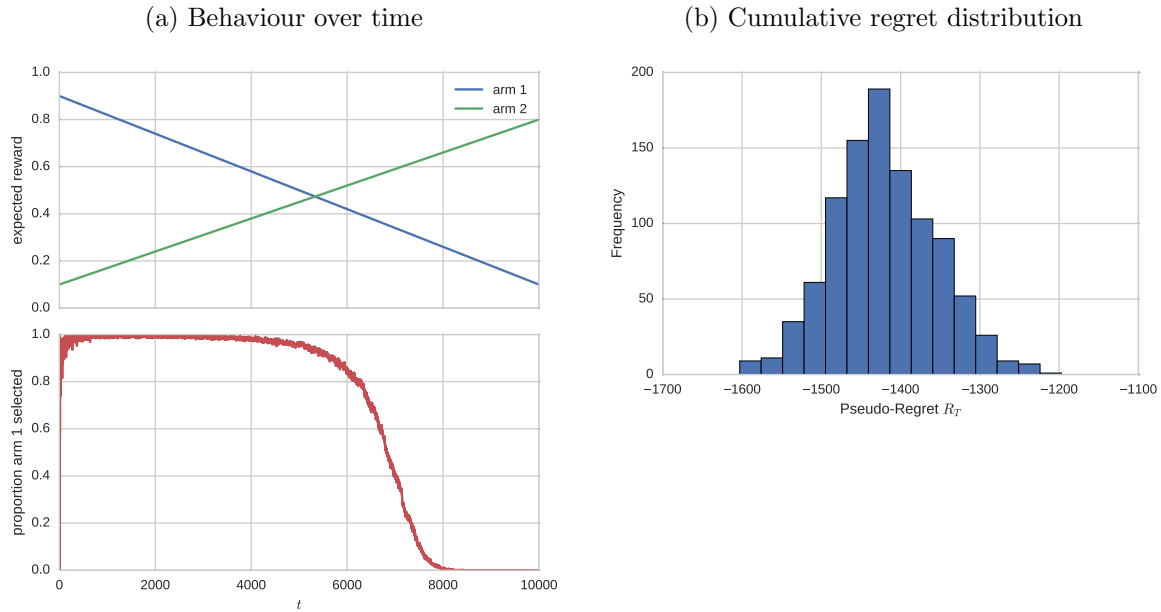 (a) Behaviour over time
(b) Cumulative regret distribution
1.0
0.8
0.6
0.4
0.2
0.0
expected reward
arm 1
arm 2
1.0
0.8
0.6
0.4
0.2
0.0
proportion arm 1 selected
0 2000 4000 6000 8000 10000
t
200
150
100
50
0
Frequency
−1700 −1600 −1500 −1400 −1300 −1200 −1100
Pseudo-Regret R_T